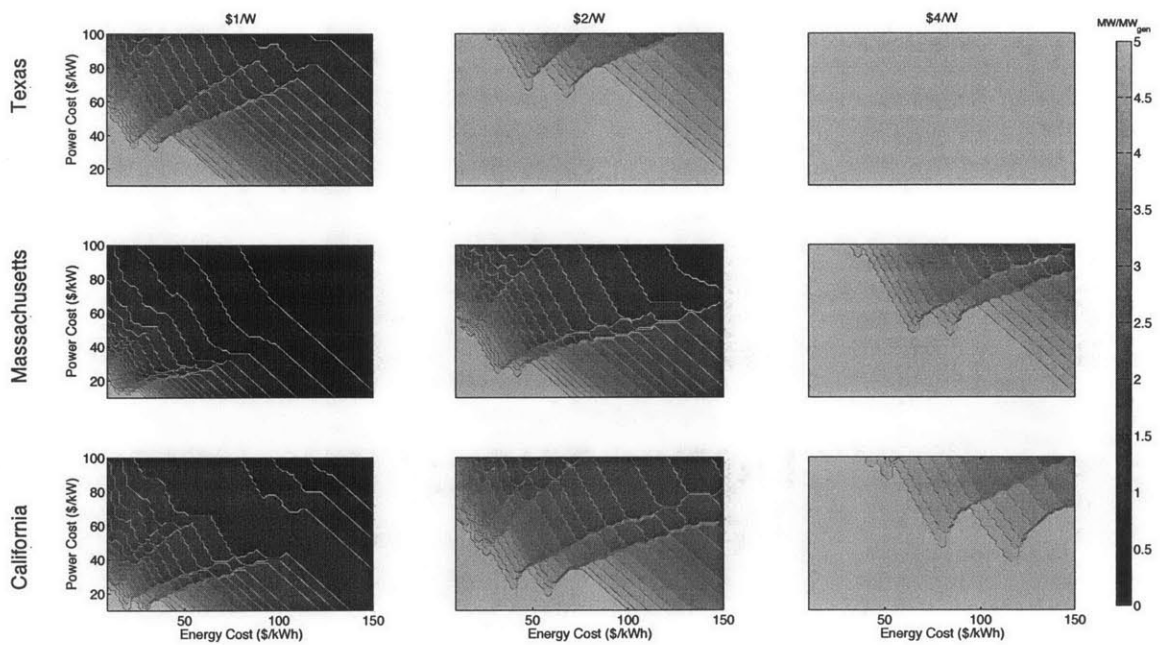 $1/W
$2/W
$4/W
MW/MWgen
Texas
Power Cost ($/kW)
100
80
60
40
20
Massachusetts
Power Cost ($/kW)
100
80
60
40
20
California
Power Cost ($/kW)
100
80
60
40
20
50
100
150
Energy Cost ($/kWh)
50
100
150
Energy Cost ($/kWh)
50
100
150
Energy Cost ($/kWh)
5
4.5
4
3.5
3
2.5
2
1.5
1
0.5
0